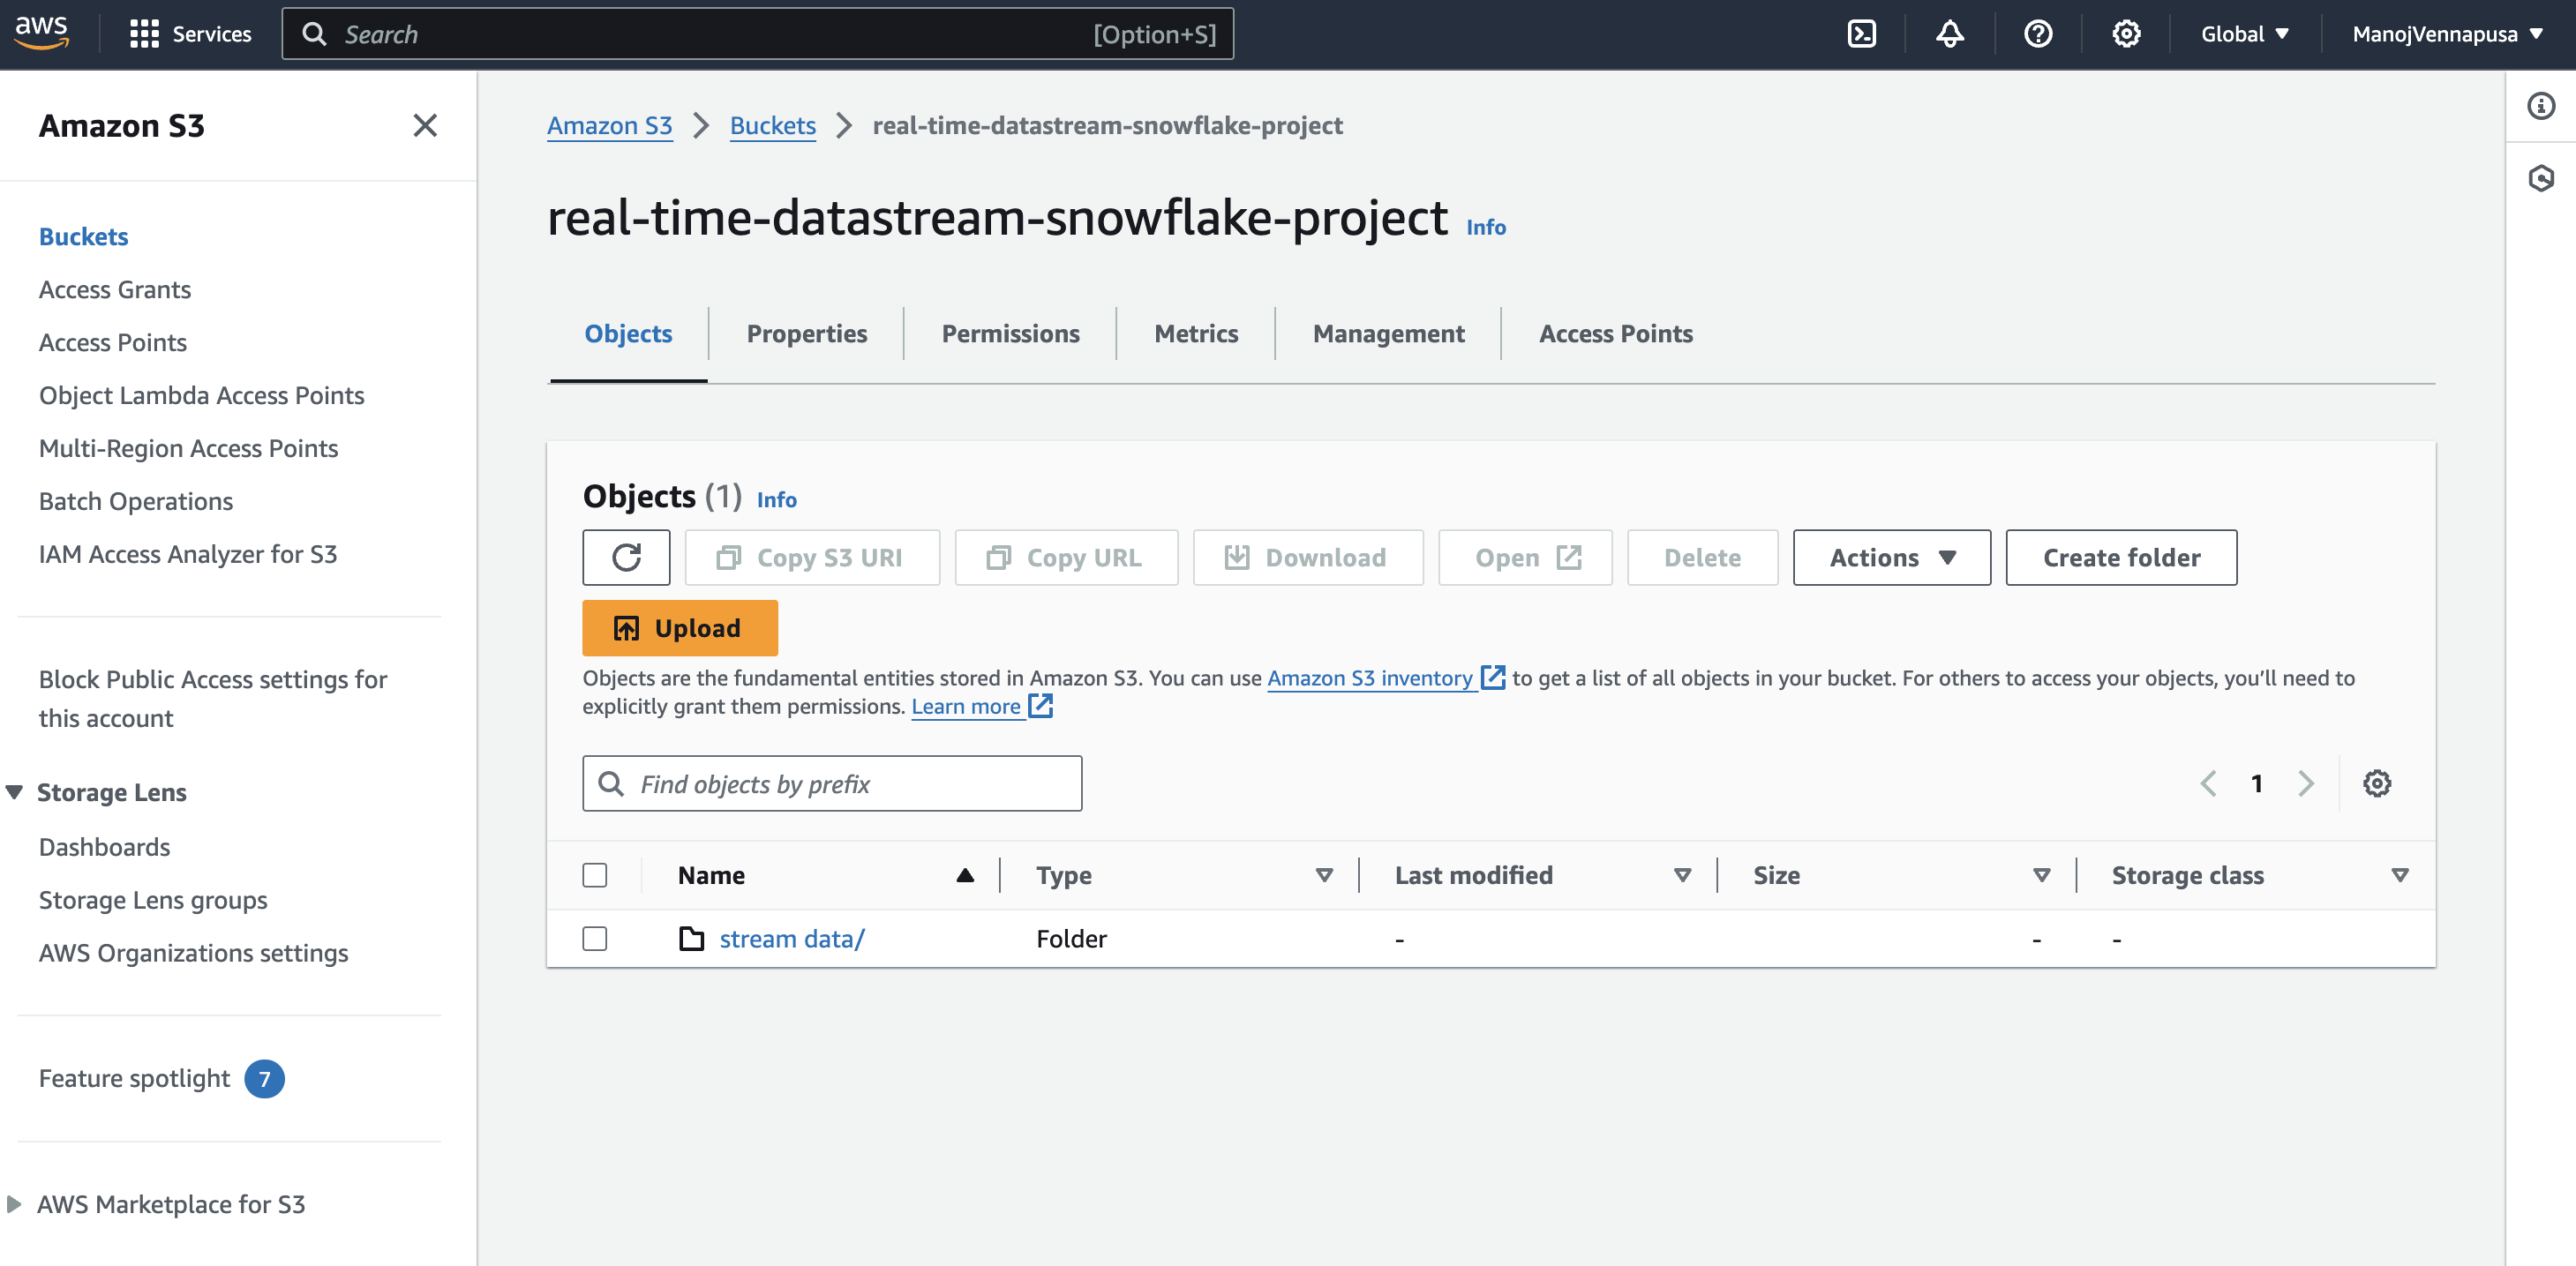 aws
Services
Search
[Option+S]
Global
ManojVennapusa
Amazon S3
Buckets
Access Grants
Access Points
Object Lambda Access Points
Multi-Region Access Points
Batch Operations
IAM Access Analyzer for S3
Block Public Access settings for
this account
Storage Lens
Dashboards
Storage Lens groups
AWS Organizations settings
Feature spotlight 7
AWS Marketplace for S3
Amazon S3 > Buckets > real-time-datastream-snowflake-project
real-time-datastream-snowflake-project Info
Objects
Properties
Permissions
Metrics
Management
Access Points
Objects (1) Info
Copy S3 URI
Copy URL
Download
Open
Delete
Actions
Create folder
Upload
Objects are the fundamental entities stored in Amazon S3. You can use Amazon S3 inventory to get a list of all objects in your bucket. For others to access your objects, you’ll need to
explicitly grant them permissions. Learn more
Find objects by prefix
1
Name Type Last modified Size Storage class
stream data/ Folder - - -